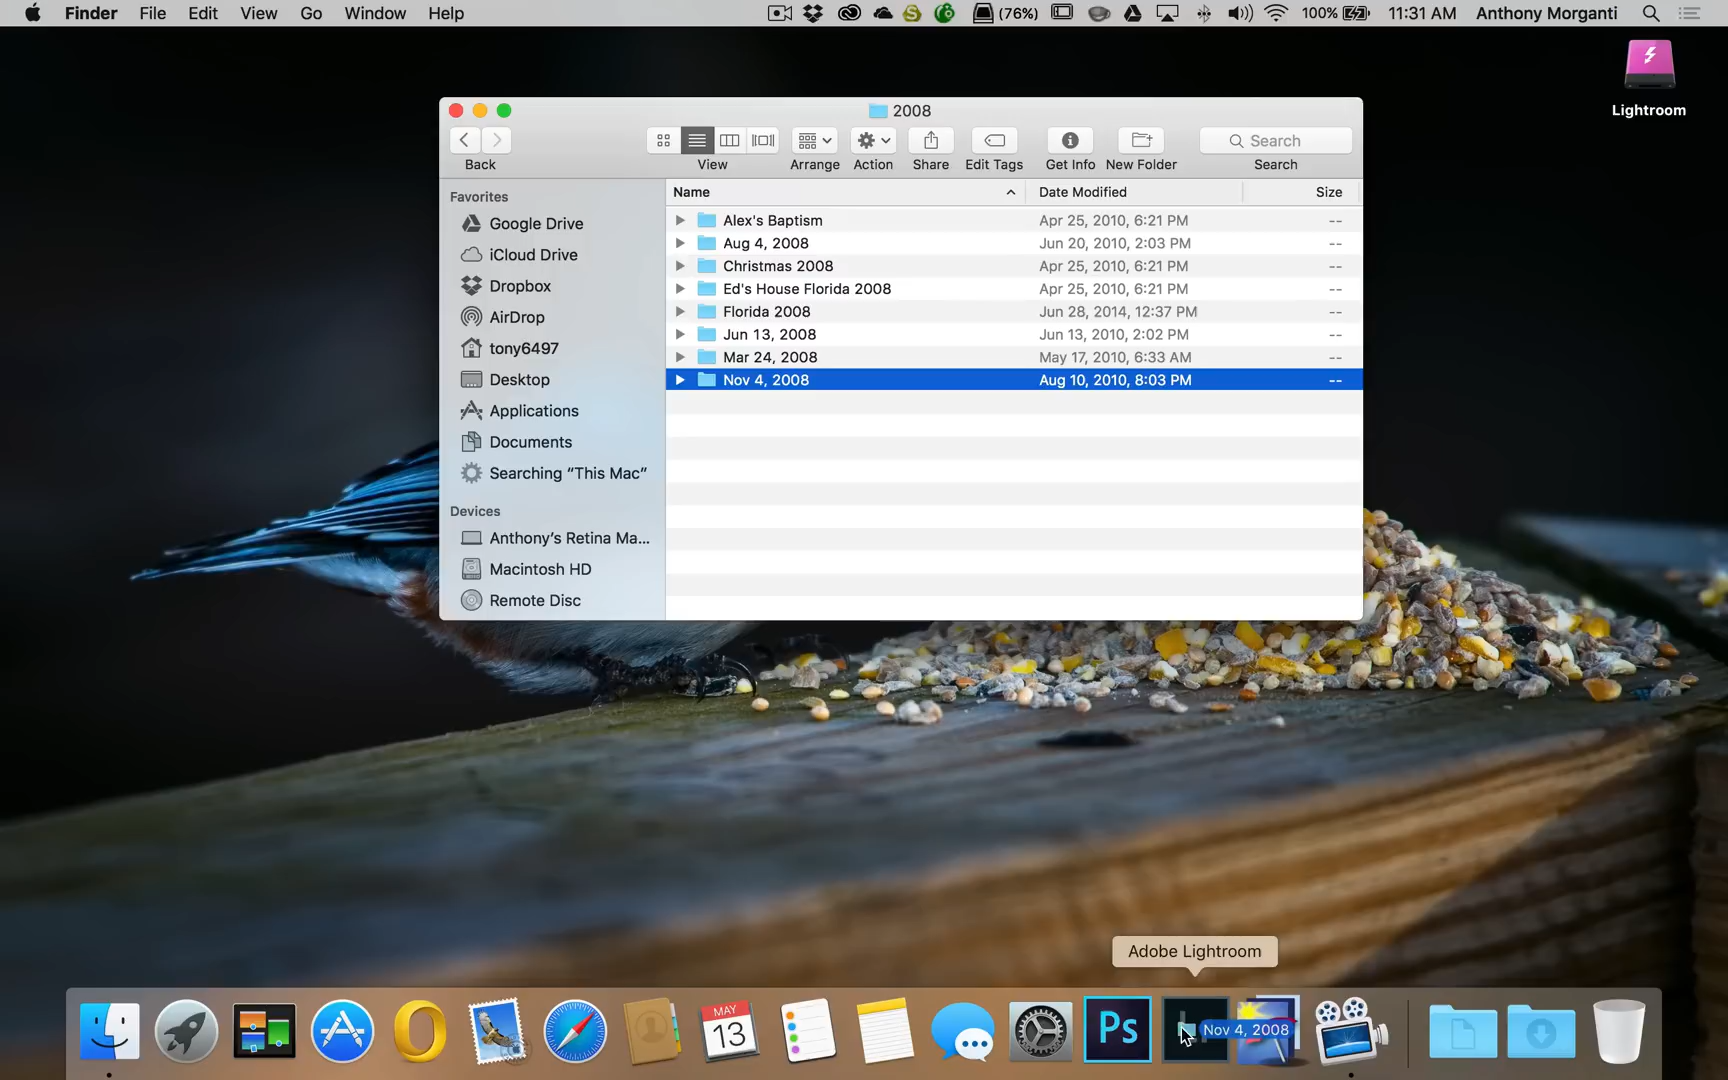 Finder File Edit View Go Window Help (76%) 100% 11:31 AM Anthony Morganti
Lightroom
2008
Search
Back View Arrange Action Share Edit Tags Get Info New Folder Search
Favorites
Google Drive
iCloud Drive
Dropbox
AirDrop
tony6497
Desktop
Applications
Documents
Searching “This Mac”
Devices
Anthony’s Retina Ma...
Macintosh HD
Remote Disc
Name Date Modified Size
Alex's Baptism Apr 25, 2010, 6:21 PM --
Aug 4, 2008 Jun 20, 2010, 2:03 PM --
Christmas 2008 Apr 25, 2010, 6:21 PM --
Ed's House Florida 2008 Apr 25, 2010, 6:21 PM --
Florida 2008 Jun 28, 2014, 12:37 PM --
Jun 13, 2008 Jun 13, 2010, 2:02 PM --
Mar 24, 2008 May 17, 2010, 6:33 AM --
Nov 4, 2008 Aug 10, 2010, 8:03 PM --
Adobe Lightroom
MAY
13
Ps
Nov 4, 2008